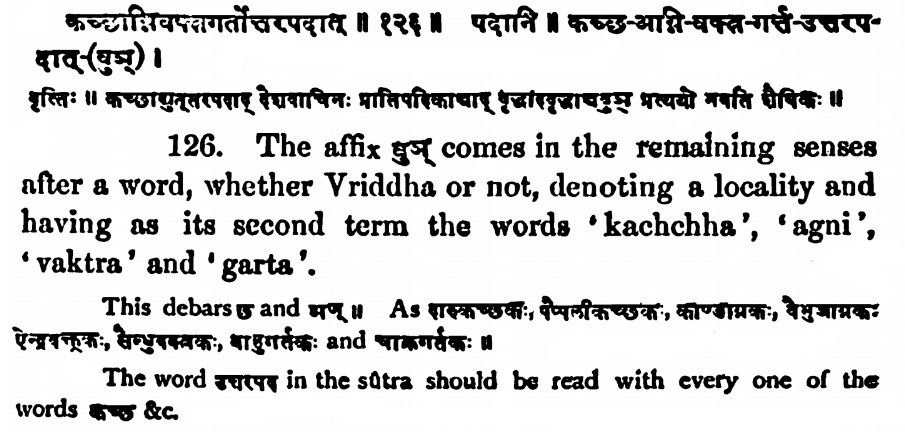 कच्छाग्निवक्त्रगर्तोत्तरपदात् ॥ १२६ ॥ पदानि ॥ कच्छ-आग्नि-वक्त्र-गर्त्त-उत्तरप-
दात्-(वुञ्) ।
वृत्तिः ॥ कच्छाद्युत्तरपदाद् देशवाचिनः प्रातिपदिकाचाद् वृद्धादवृद्धाच्च वुञ् प्रत्ययो भवति शैषिकः ॥
126. The affix वुञ् comes in the remaining senses
after a word, whether Vriddha or not, denoting a locality and
having as its second term the words ‘kachchha’, ‘agni’,
‘vaktra’ and ‘garta’.
This debars छ and अण् ॥ As दारुकच्छकः, पैप्पलीकच्छकः, काण्डाग्नकः, वैभुजाग्नकः
ऐन्द्रवक्त्रकः, सैन्धुवक्त्रकः, बाहुगर्तकः and चाक्रगर्तकः ॥
The word उत्तरपद in the sûtra should be read with every one of the
words कच्छ &c.